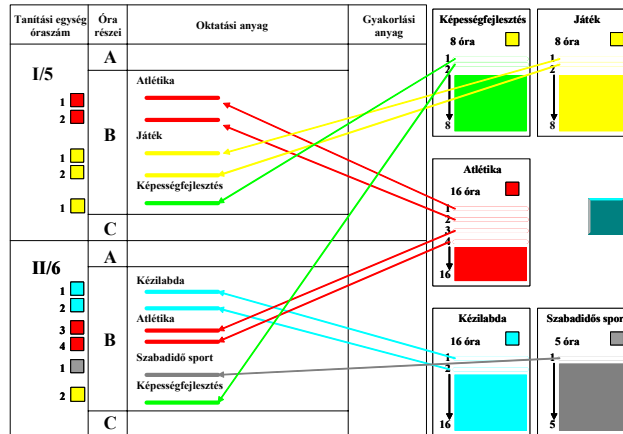 Tanítási egység óraszám
Óra részei
Oktatási anyag
Gyakorlási anyag
I/5
1
2
1
2
1
A
B
C
Atlétika
Játék
Képességfejlesztés
II/6
1
2
3
4
1
2
A
B
C
Kézilabda
Atlétika
Szabadidő sport
Képességfejlesztés
Képességfejlesztés
8 óra
1
2
8
Játék
8 óra
1
2
8
Atlétika
16 óra
1
2
3
4
16
Kézilabda
16 óra
1
2
16
Szabadidős sport
5 óra
1
5